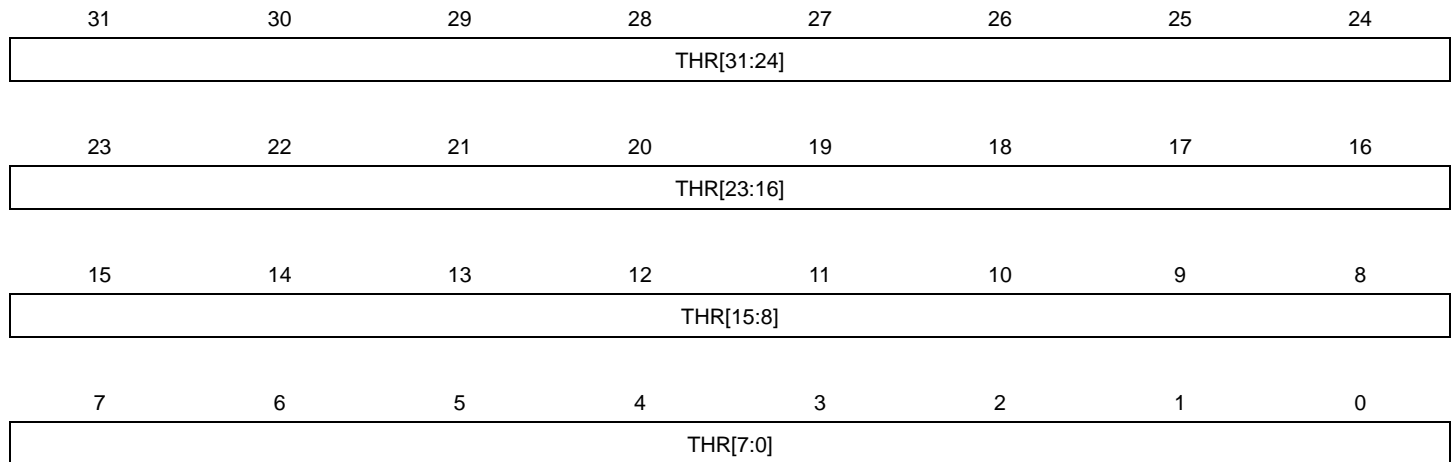 31 30 29 28 27 26 25 24
THR[31:24]
23 22 21 20 19 18 17 16
THR[23:16]
15 14 13 12 11 10 9 8
THR[15:8]
7 6 5 4 3 2 1 0
THR[7:0]